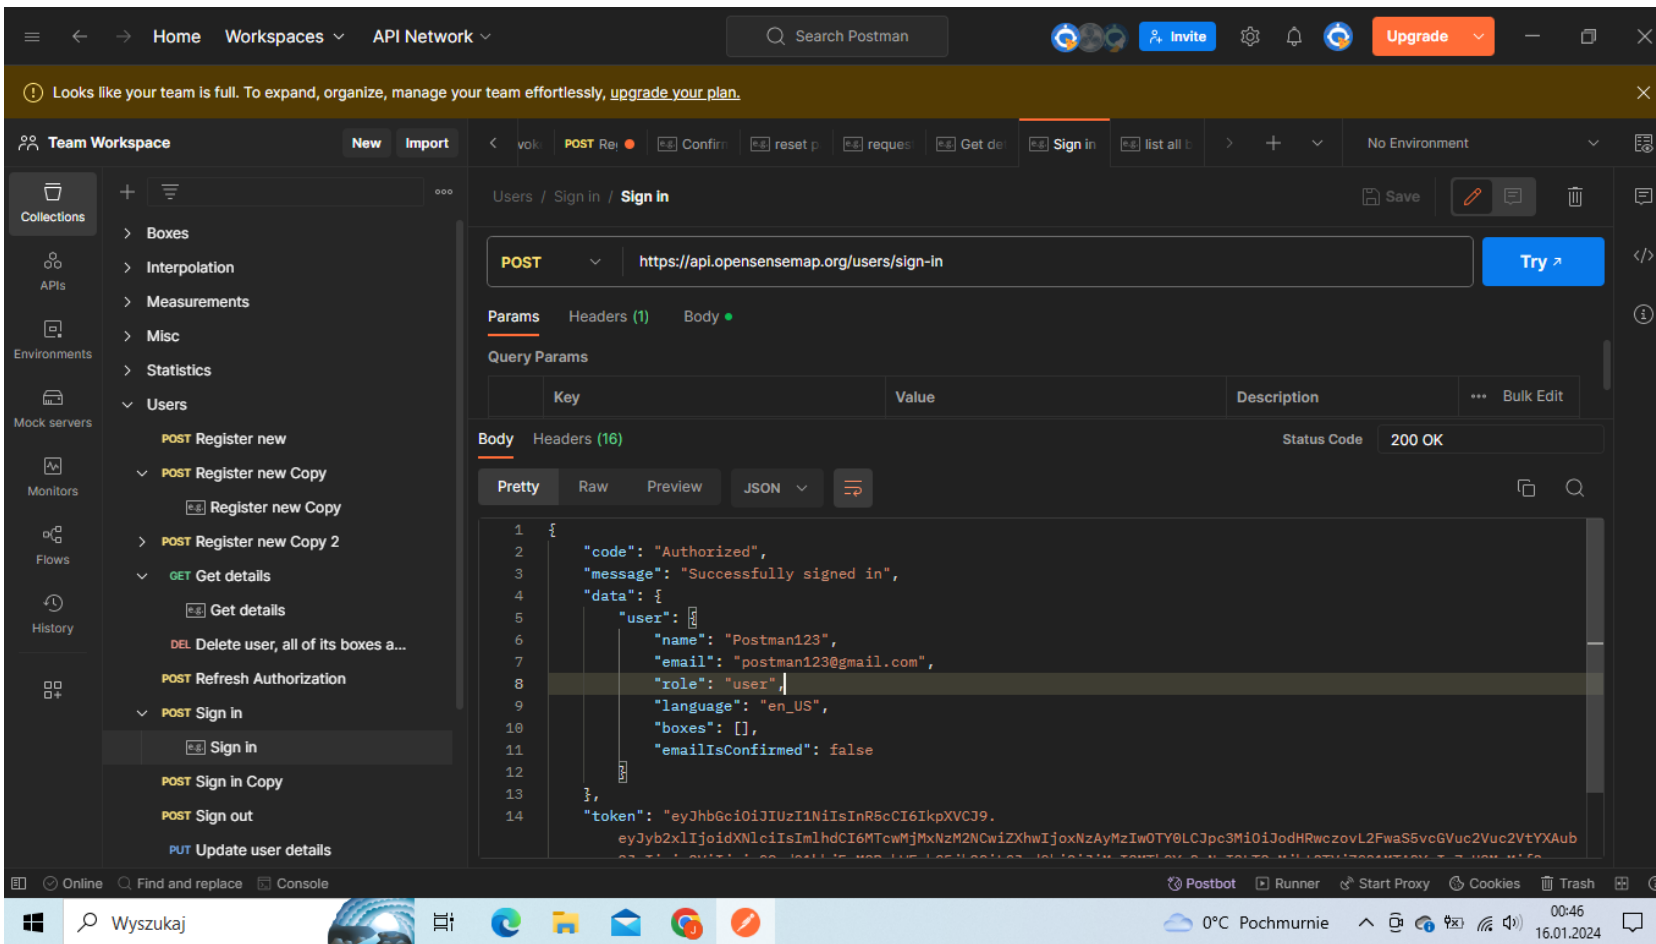 Home Workspaces API Network Search Postman Invite Upgrade
Looks like your team is full. To expand, organize, manage your team effortlessly, upgrade your plan.
Team Workspace New Import
voke POST Reg Confirm reset p reques Get de Sign in list all b No Environment
Collections
APIs
Environments
Mock servers
Monitors
Flows
History
Boxes
Interpolation
Measurements
Misc
Statistics
Users
POST Register new
POST Register new Copy
e.g. Register new Copy
POST Register new Copy 2
GET Get details
e.g. Get details
DEL Delete user, all of its boxes a...
POST Refresh Authorization
POST Sign in
e.g. Sign in
POST Sign in Copy
POST Sign out
PUT Update user details
Users / Sign in / Sign in Save
POST https://api.opensensemap.org/users/sign-in Try
Params Headers (1) Body
Query Params
Key Value Description Bulk Edit
Body Headers (16) Status Code 200 OK
Pretty Raw Preview JSON
1 {
2 "code": "Authorized",
3 "message": "Successfully signed in",
4 "data": {
5 "user": {
6 "name": "Postman123",
7 "email": "postman123@gmail.com",
8 "role": "user",
9 "language": "en_US",
10 "boxes": [],
11 "emailIsConfirmed": false
12 }
13 },
14 "token": "eyJhbGciOiJIUzI1NiIsInR5cCI6IkpXVCJ9.
eyJyb2xlIjoidXNlciIsImlhdCI6MTcwMjMxNzM2NCwiZXhwIjoxNzAyMzIwOTY0LCJpc3MiOiJodHRwczovL2FwaS5vcGVuc2Vuc2VtYXAub
Online Find and replace Console Postbot Runner Start Proxy Cookies Trash
Wyszukaj 0°C Pochmurnie 00:46
16.01.2024